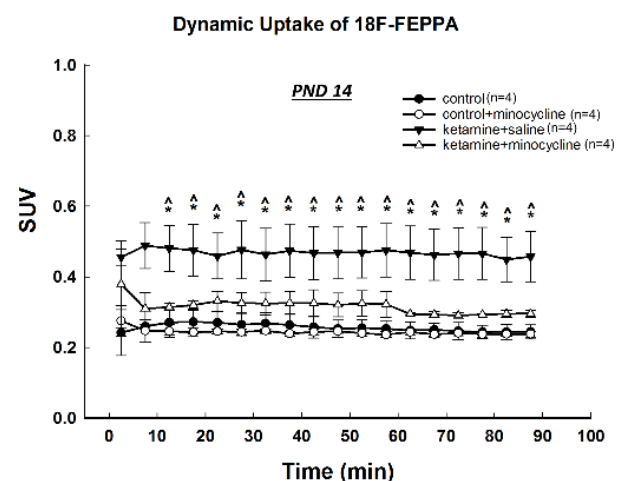 Dynamic Uptake of 18F-FEPPA
1.0
PND 14
control (n=4)
control+minocycline (n=4)
ketamine+saline (n=4)
ketamine+minocycline (n=4)
0.8
^ ^ ^ ^ ^ ^ ^ ^ ^ ^ ^ ^ ^ ^ ^ ^
* * * * * * * * * * * * * * * *
0.6
SUV
0.4
0.2
0.0
0 10 20 30 40 50 60 70 80 90 100
Time (min)